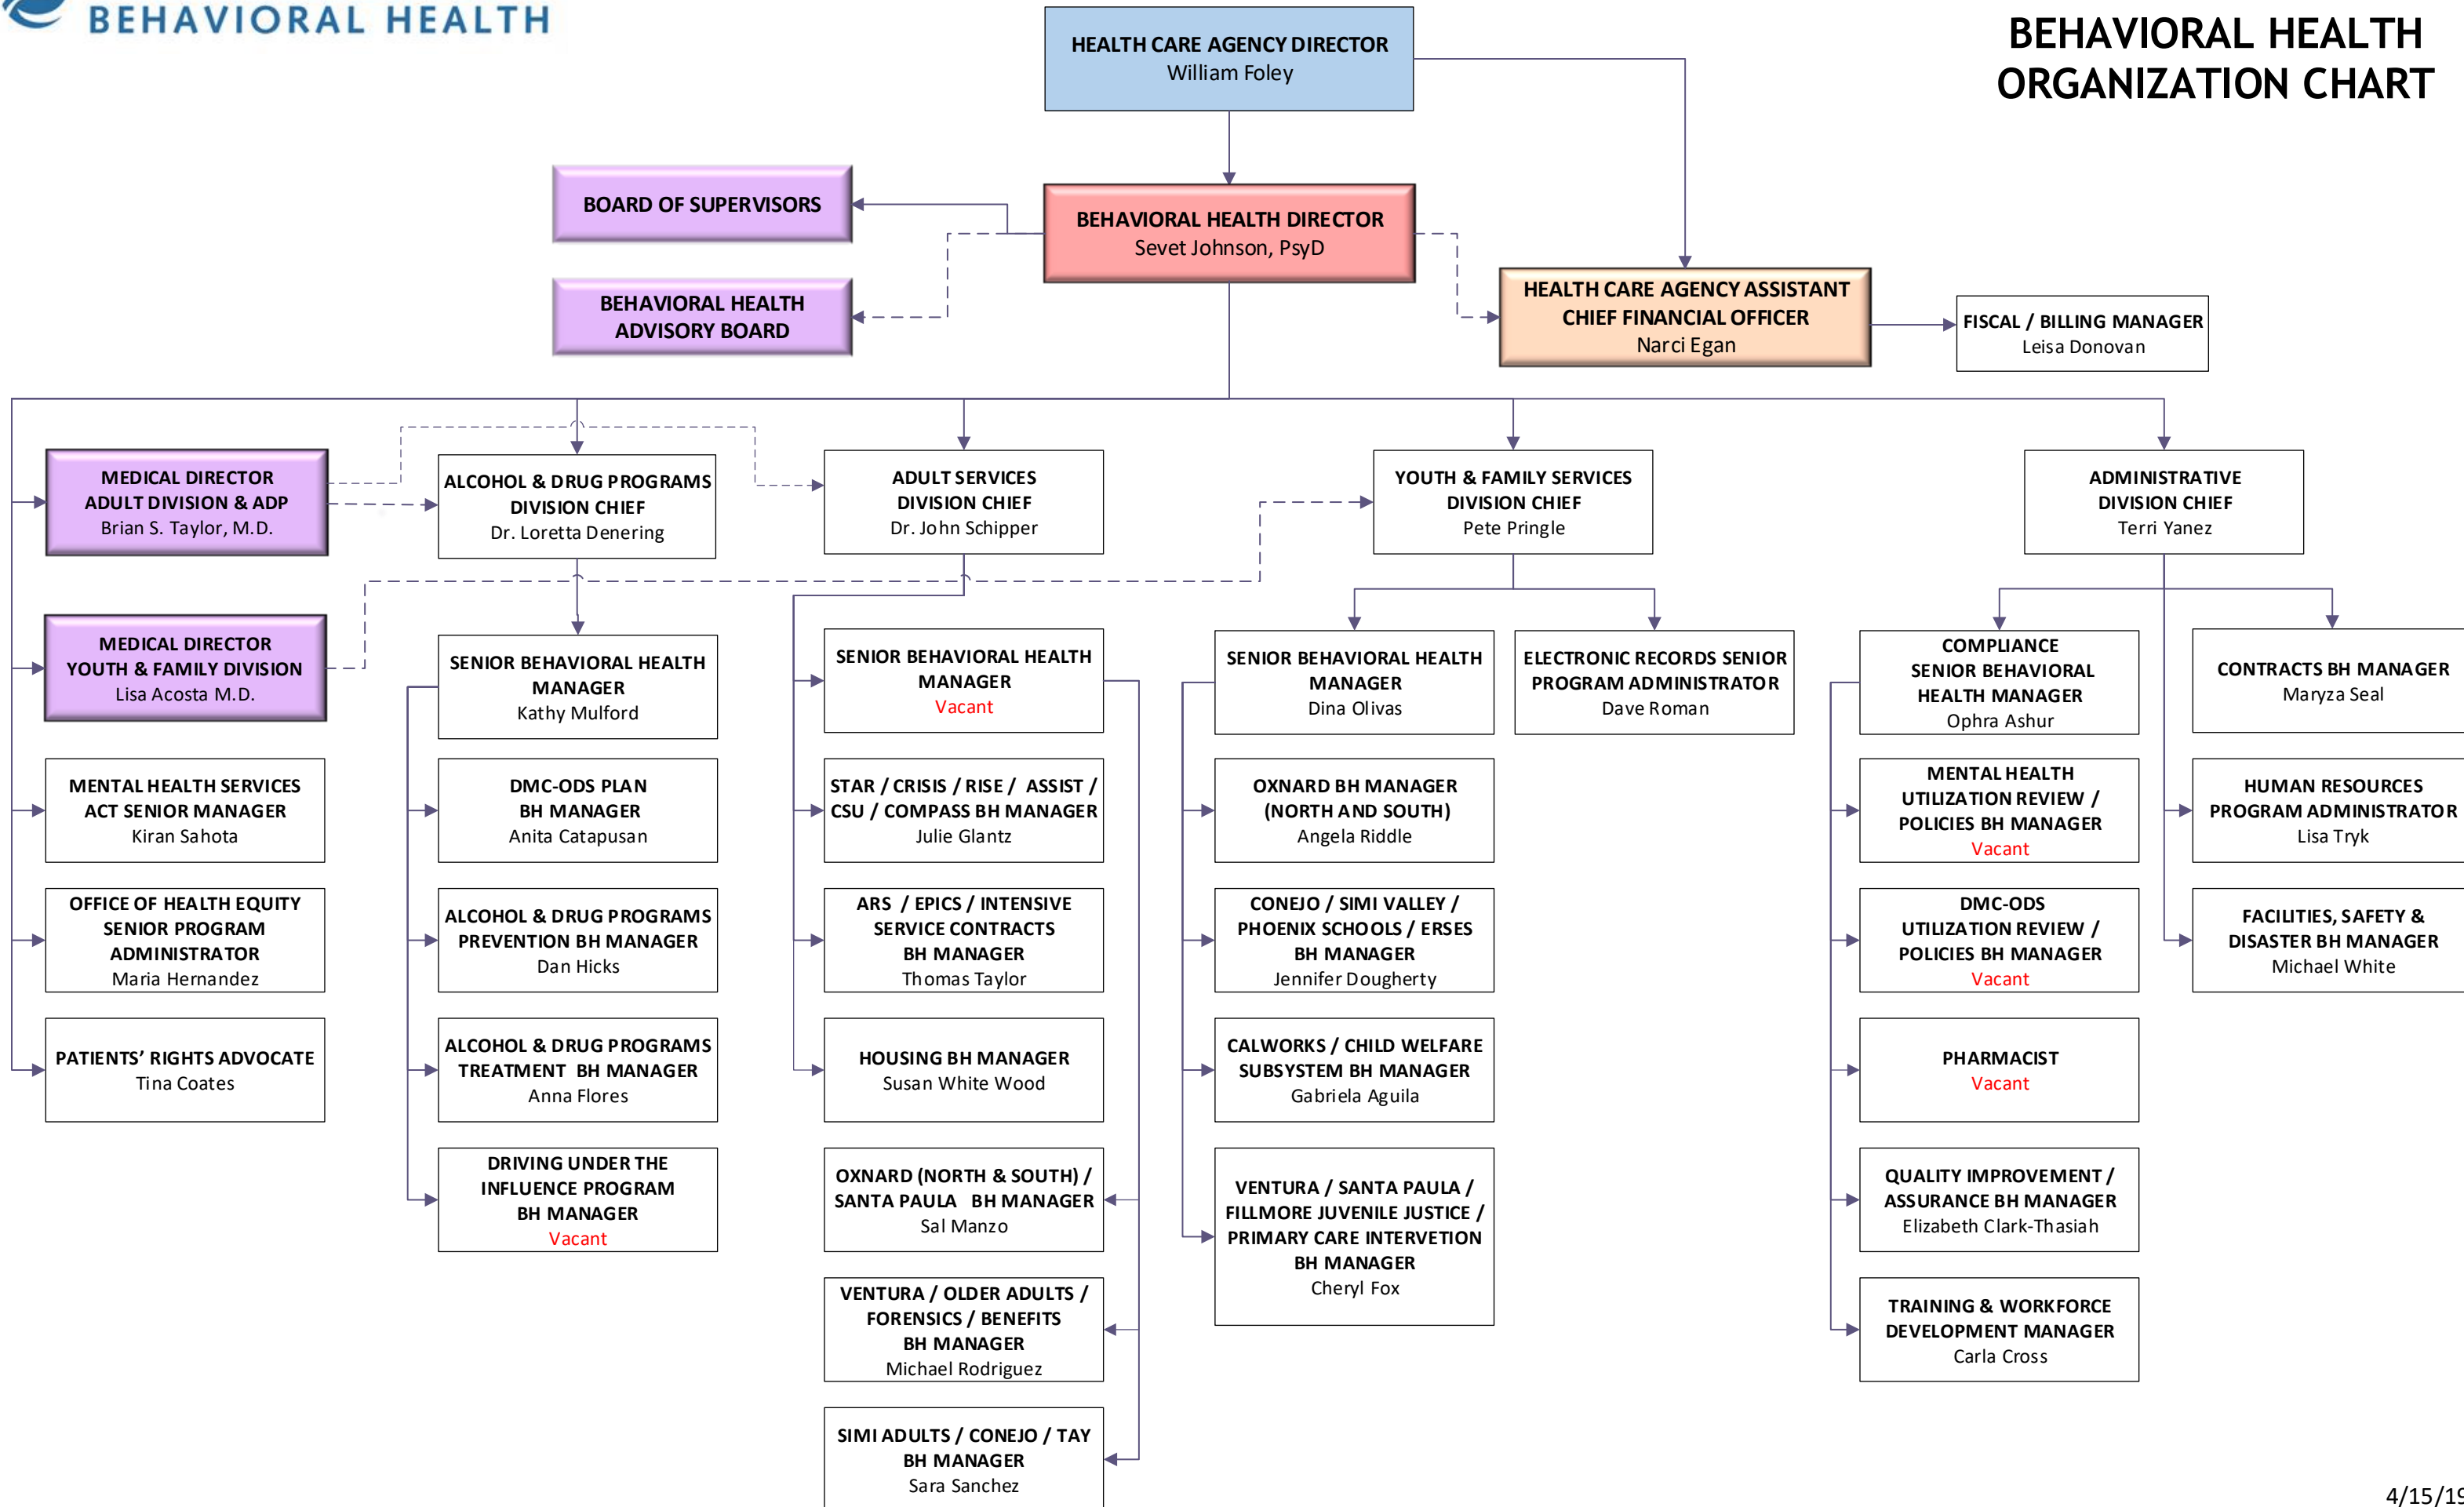 BEHAVIORAL HEALTH
BEHAVIORAL HEALTH
ORGANIZATION CHART
HEALTH CARE AGENCY DIRECTOR
William Foley
BOARD OF SUPERVISORS
BEHAVIORAL HEALTH DIRECTOR
Sevet Johnson, PsyD
BEHAVIORAL HEALTH
ADVISORY BOARD
HEALTH CARE AGENCY ASSISTANT
CHIEF FINANCIAL OFFICER
Narci Egan
FISCAL / BILLING MANAGER
Leisa Donovan
MEDICAL DIRECTOR
ADULT DIVISION & ADP
Brian S. Taylor, M.D.
ALCOHOL & DRUG PROGRAMS
DIVISION CHIEF
Dr. Loretta Denering
ADULT SERVICES
DIVISION CHIEF
Dr. John Schipper
YOUTH & FAMILY SERVICES
DIVISION CHIEF
Pete Pringle
ADMINISTRATIVE
DIVISION CHIEF
Terri Yanez
MEDICAL DIRECTOR
YOUTH & FAMILY DIVISION
Lisa Acosta M.D.
SENIOR BEHAVIORAL HEALTH
MANAGER
Kathy Mulford
SENIOR BEHAVIORAL HEALTH
MANAGER
Vacant
SENIOR BEHAVIORAL HEALTH
MANAGER
Dina Olivas
ELECTRONIC RECORDS SENIOR
PROGRAM ADMINISTRATOR
Dave Roman
COMPLIANCE
SENIOR BEHAVIORAL
HEALTH MANAGER
Ophra Ashur
CONTRACTS BH MANAGER
Maryza Seal
MENTAL HEALTH SERVICES
ACT SENIOR MANAGER
Kiran Sahota
DMC-ODS PLAN
BH MANAGER
Anita Catapusan
STAR / CRISIS / RISE / ASSIST /
CSU / COMPASS BH MANAGER
Julie Glantz
OXNARD BH MANAGER
(NORTH AND SOUTH)
Angela Riddle
MENTAL HEALTH
UTILIZATION REVIEW /
POLICIES BH MANAGER
Vacant
HUMAN RESOURCES
PROGRAM ADMINISTRATOR
Lisa Tryk
OFFICE OF HEALTH EQUITY
SENIOR PROGRAM
ADMINISTRATOR
Maria Hernandez
ALCOHOL & DRUG PROGRAMS
PREVENTION BH MANAGER
Dan Hicks
ARS / EPICS / INTENSIVE
SERVICE CONTRACTS
BH MANAGER
Thomas Taylor
CONEJO / SIMI VALLEY /
PHOENIX SCHOOLS / ERSES
BH MANAGER
Jennifer Dougherty
DMC-ODS
UTILIZATION REVIEW /
POLICIES BH MANAGER
Vacant
FACILITIES, SAFETY &
DISASTER BH MANAGER
Michael White
PATIENTS’ RIGHTS ADVOCATE
Tina Coates
ALCOHOL & DRUG PROGRAMS
TREATMENT BH MANAGER
Anna Flores
HOUSING BH MANAGER
Susan White Wood
CALWORKS / CHILD WELFARE
SUBSYSTEM BH MANAGER
Gabriela Aguila
PHARMACIST
Vacant
DRIVING UNDER THE
INFLUENCE PROGRAM
BH MANAGER
Vacant
OXNARD (NORTH & SOUTH) /
SANTA PAULA BH MANAGER
Sal Manzo
VENTURA / SANTA PAULA /
FILLMORE JUVENILE JUSTICE /
PRIMARY CARE INTERVETION
BH MANAGER
Cheryl Fox
QUALITY IMPROVEMENT /
ASSURANCE BH MANAGER
Elizabeth Clark-Thasiah
VENTURA / OLDER ADULTS /
FORENSICS / BENEFITS
BH MANAGER
Michael Rodriguez
TRAINING & WORKFORCE
DEVELOPMENT MANAGER
Carla Cross
SIMI ADULTS / CONEJO / TAY
BH MANAGER
Sara Sanchez
4/15/19